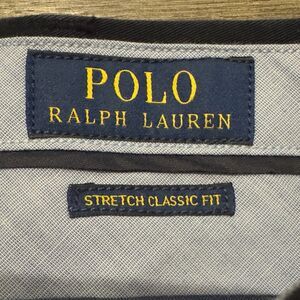 POLO
RALPH LAUREN
STRETCH CLASSIC FIT